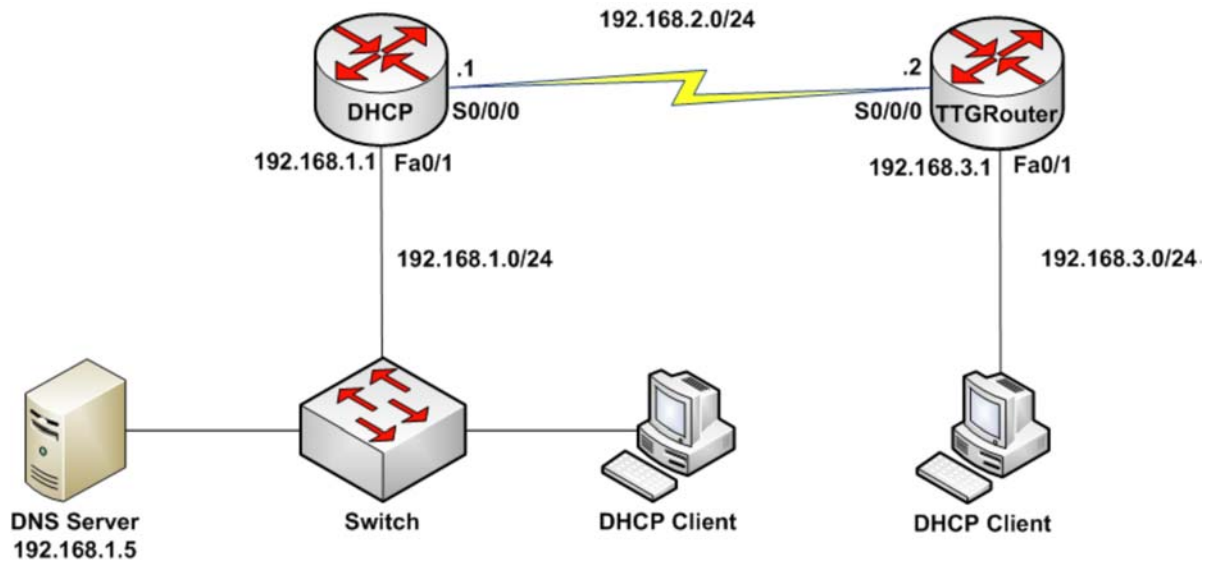 192.168.2.0/24
.1
.2
DHCP
S0/0/0
S0/0/0
TTGRouter
192.168.1.1
Fa0/1
192.168.3.1
Fa0/1
192.168.1.0/24
192.168.3.0/24
DNS Server
192.168.1.5
Switch
DHCP Client
DHCP Client